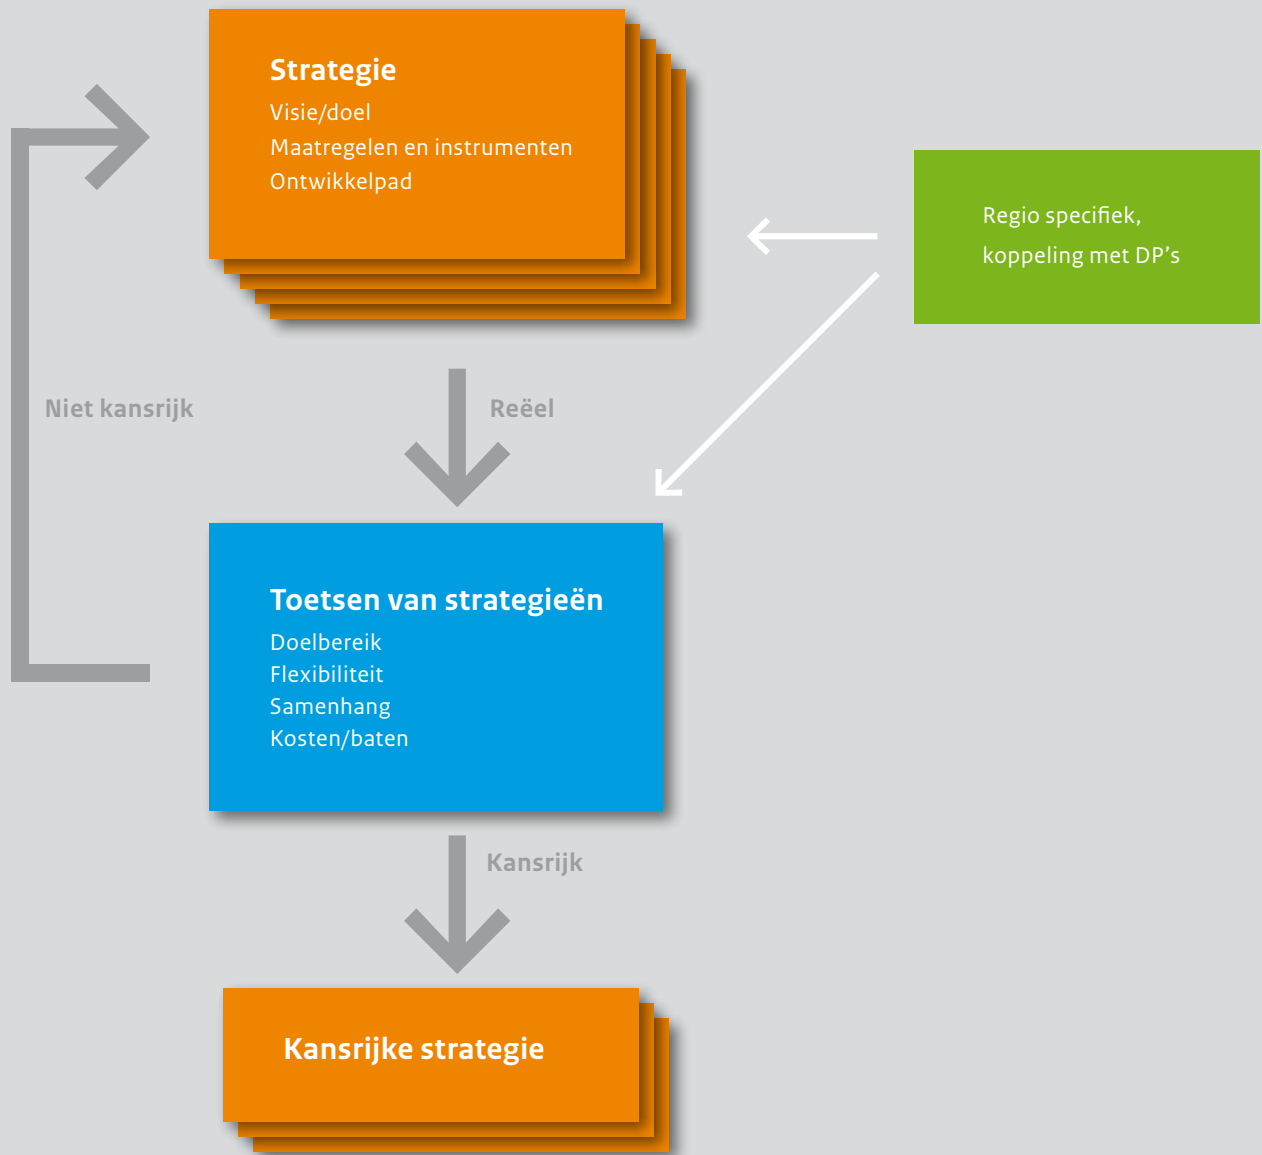 Strategie
Visie/doel
Maatregelen en instrumenten
Ontwikkelpad
Regio specifiek,
koppeling met DP’s
Niet kansrijk
Reëel
Toetsen van strategieën
Doelbereik
Flexibiliteit
Samenhang
Kosten/baten
Kansrijk
Kansrijke strategie